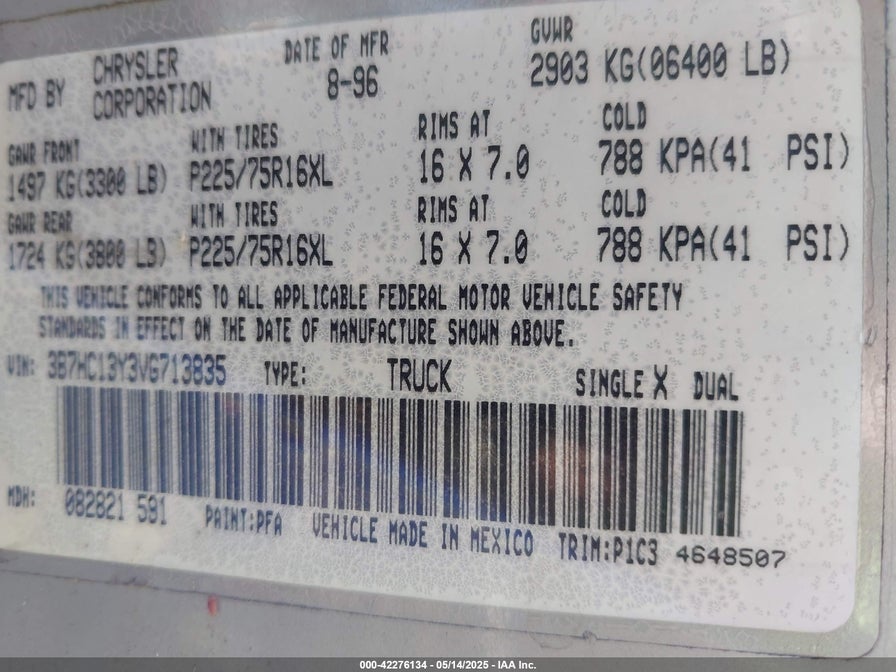 MFD BY CHRYSLER CORPORATION DATE OF MFR 8-96 GVWR 2903 KG(06400 LB)
GAWR FRONT WITH TIRES RIMS AT COLD
1497 KG(3300 LB) P225/75R16XL 16 X 7.0 788 KPA(41 PSI)
GAWR REAR WITH TIRES RIMS AT COLD
1724 KG(3800 LB) P225/75R16XL 16 X 7.0 788 KPA(41 PSI)
THIS VEHICLE CONFORMS TO ALL APPLICABLE FEDERAL MOTOR VEHICLE SAFETY
STANDARDS IN EFFECT ON THE DATE OF MANUFACTURE SHOWN ABOVE.
VIN: 3B7HC13Y3VG713835 TYPE: TRUCK SINGLE X DUAL
MDH: 082821 591 PAINT:PFA VEHICLE MADE IN MEXICO TRIM:P1C3 4648507
000-42276134 - 05/14/2025 - IAA Inc.